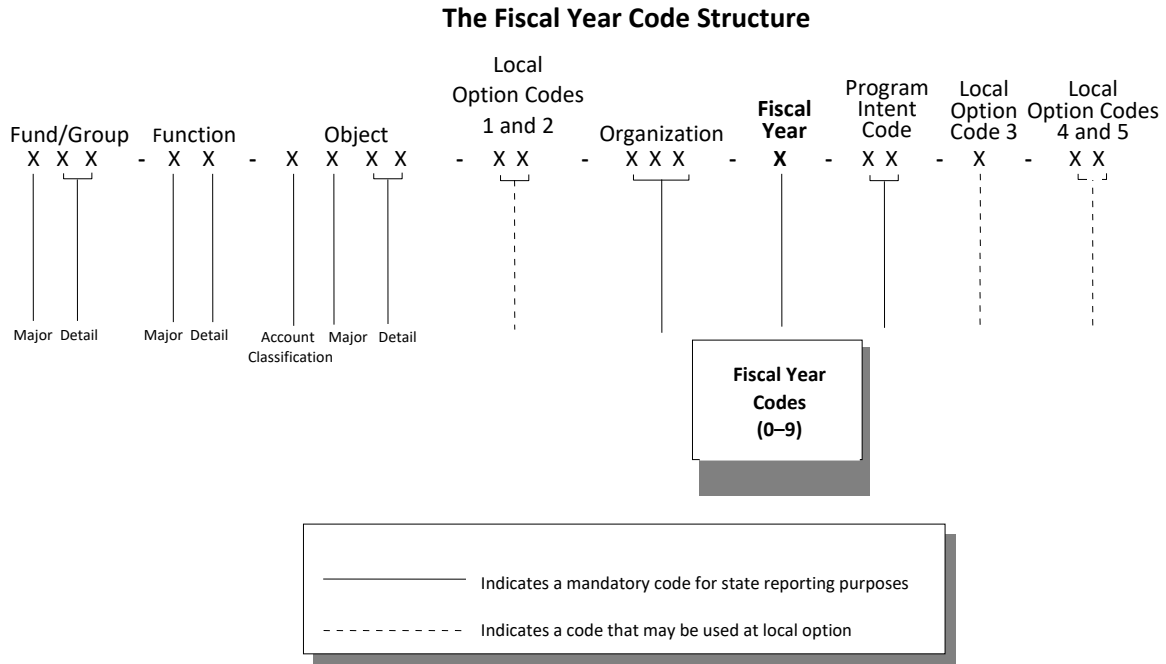 The Fiscal Year Code Structure
Fund/Group
Function
Object
Local
Option Codes
1 and 2
Organization
Fiscal
Year
Program
Intent
Code
Local
Option
Code 3
Local
Option Codes
4 and 5
X X X - X X - X X X X - X X - X X X - X - X X - X - X X
Major Detail
Major Detail
Account
Classification
Major Detail
Fiscal Year
Codes
(0–9)
Indicates a mandatory code for state reporting purposes
Indicates a code that may be used at local option